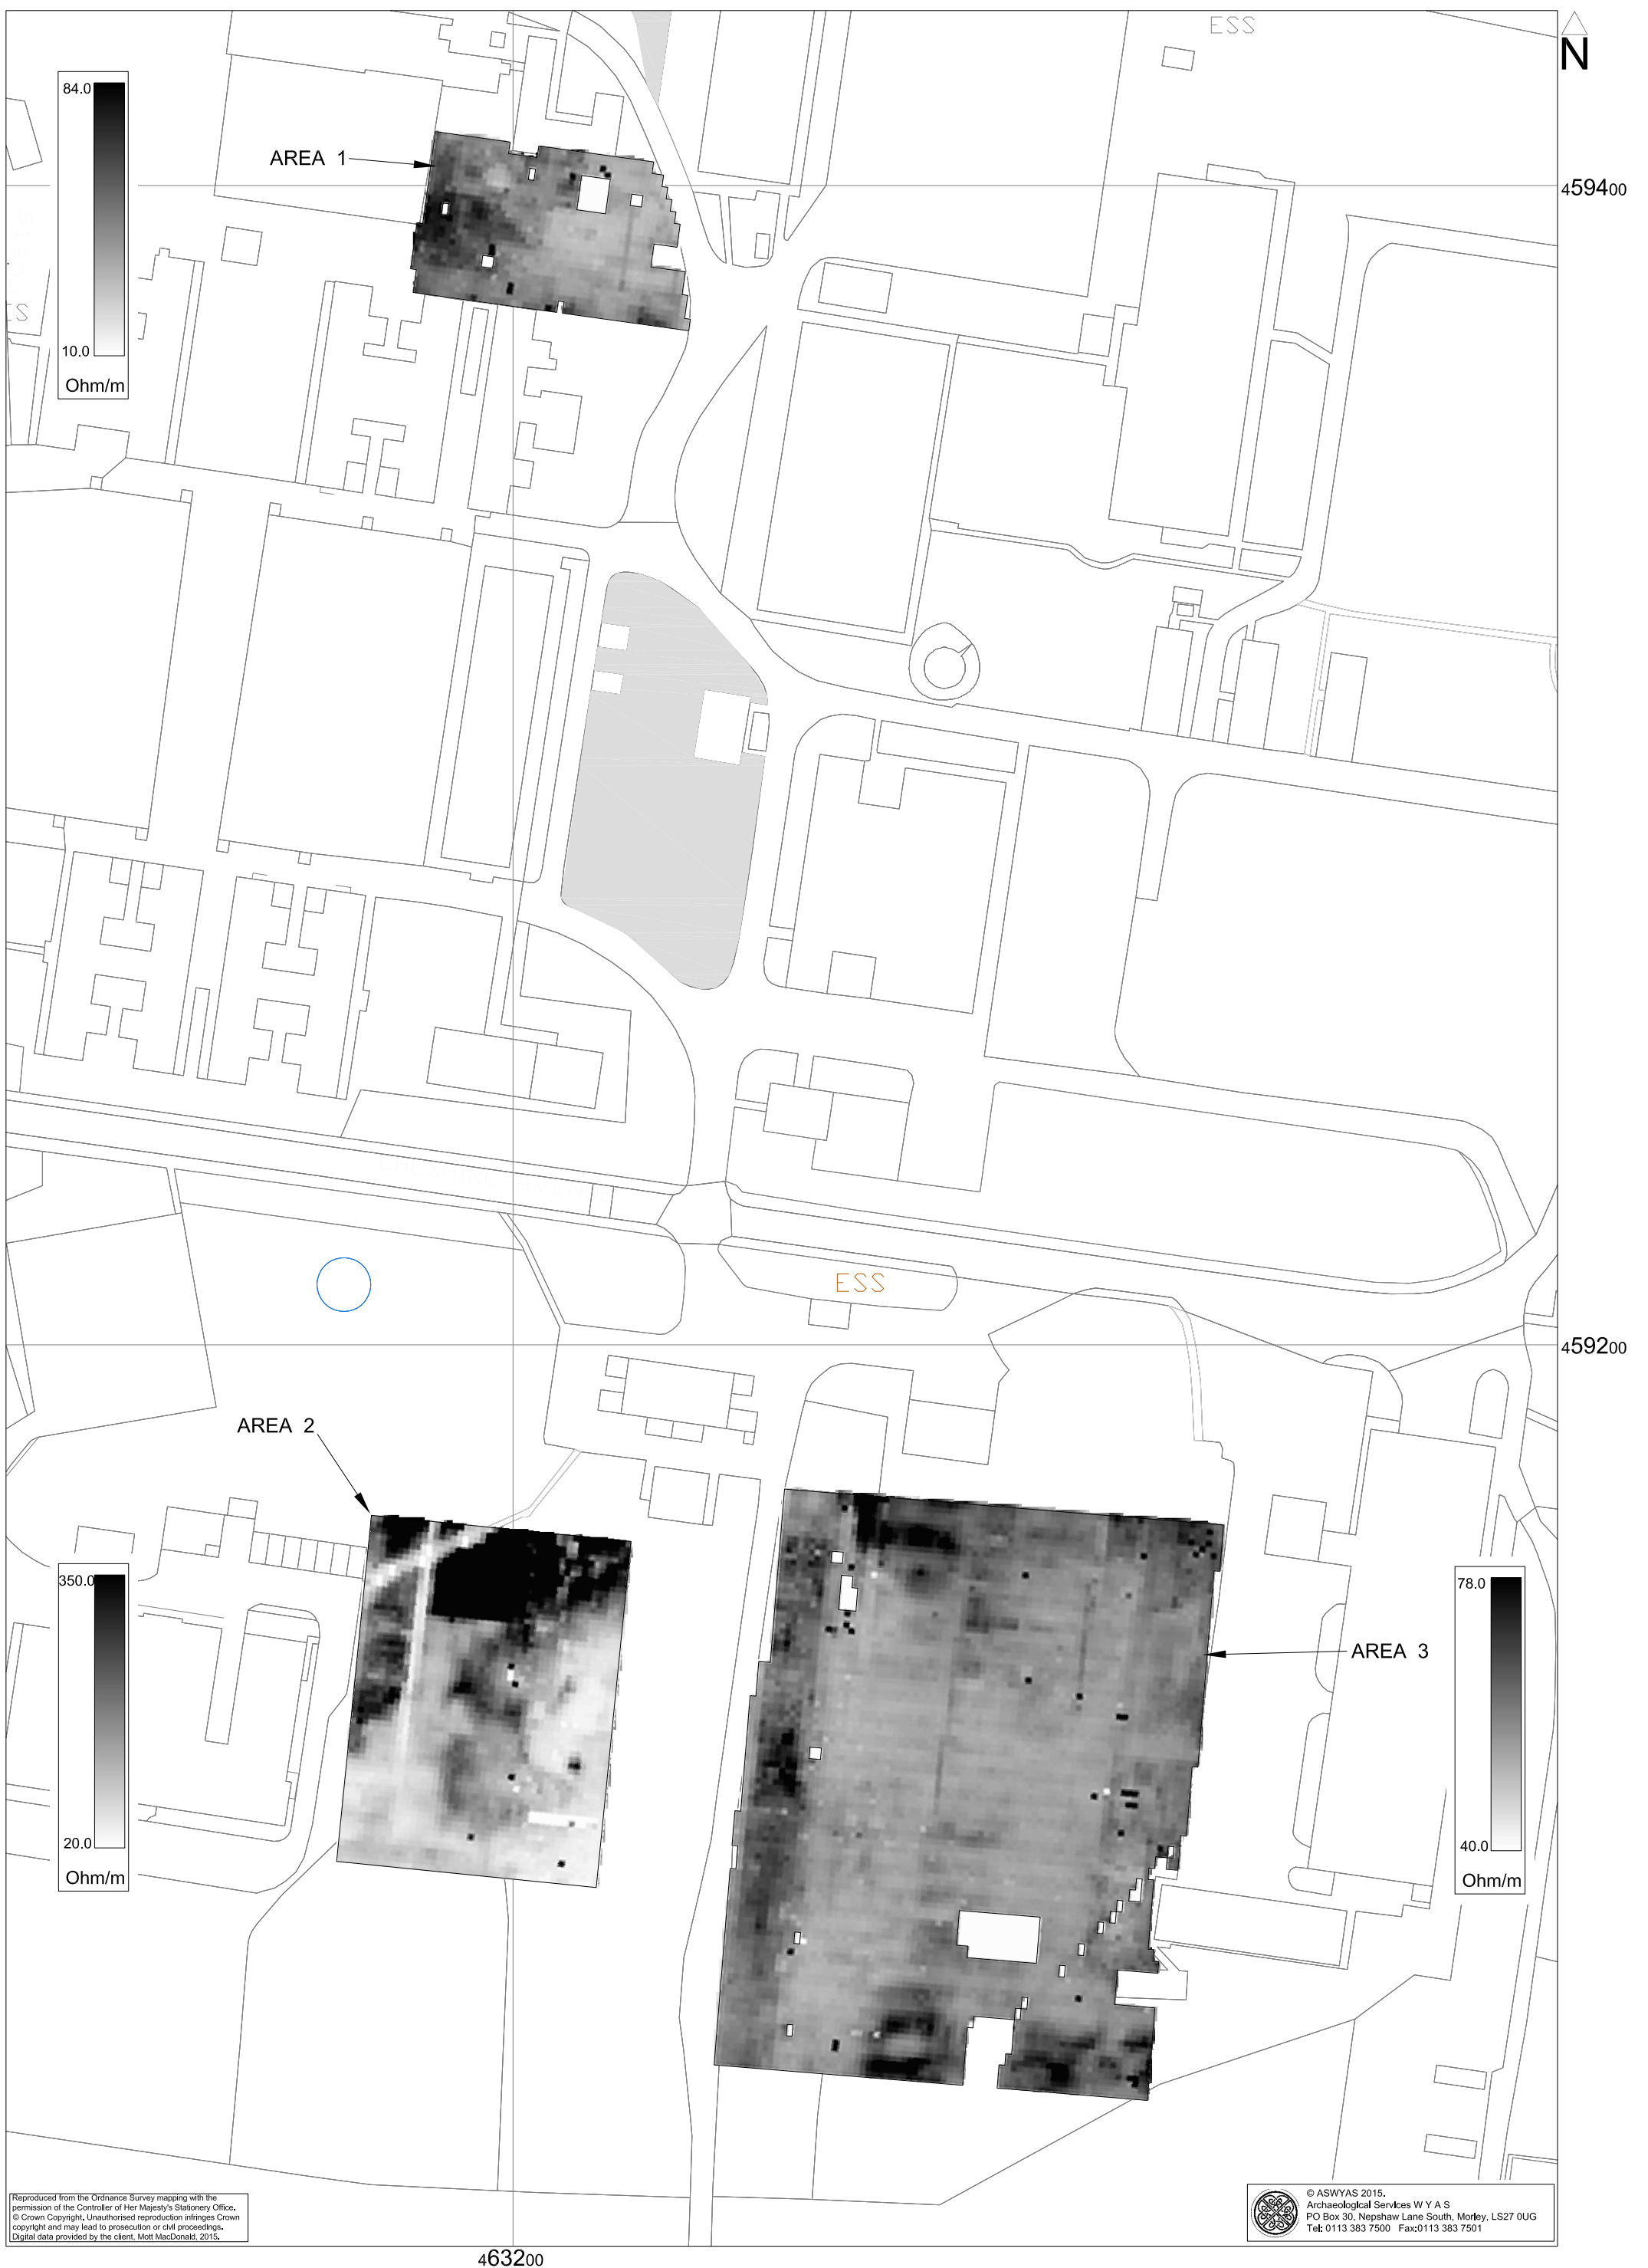 ESS
N
84.0
AREA 1
459400
10.0
Ohm/m
ESS
459200
AREA 2
350.0
78.0
AREA 3
20.0
40.0
Ohm/m
Ohm/m
Reproduced from the Ordnance Survey mapping with the
permission of the Controller of Her Majesty's Stationery Office.
© Crown Copyright. Unauthorised reproduction infringes Crown
copyright and may lead to prosecution or civil proceedings.
Digital data provided by the client, Mott MacDonald, 2015.
© ASWYAS 2015.
Archaeological Services W Y A S
PO Box 30, Nepshaw Lane South, Morley, LS27 0UG
Tel: 0113 383 7500 Fax:0113 383 7501
463200